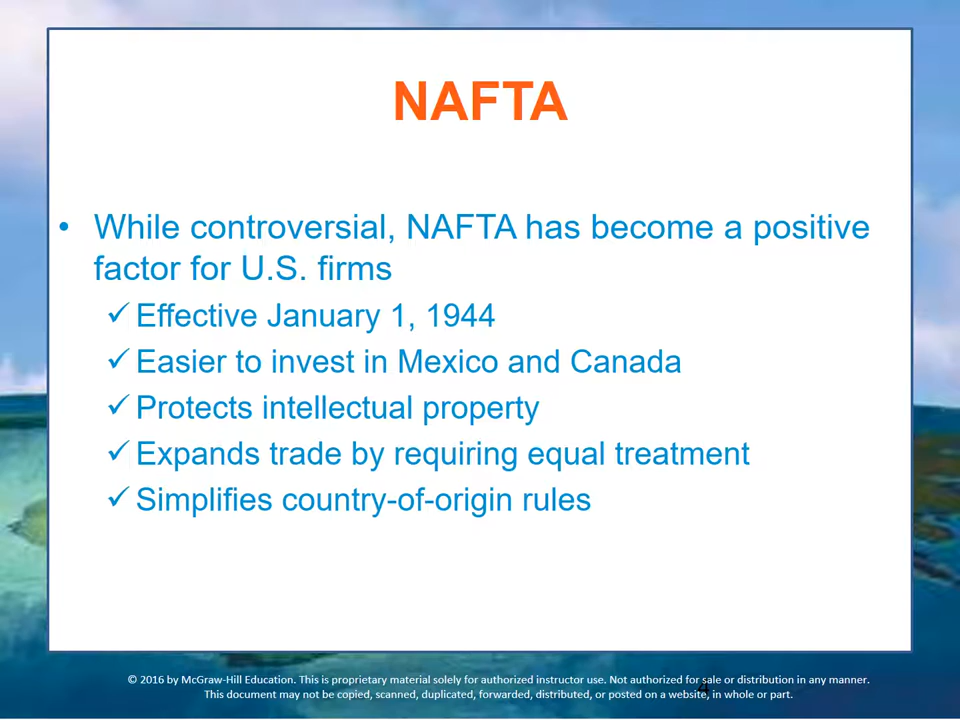 NAFTA
• While controversial, NAFTA has become a positive
factor for U.S. firms
✓ Effective January 1, 1944
✓ Easier to invest in Mexico and Canada
✓ Protects intellectual property
✓ Expands trade by requiring equal treatment
✓ Simplifies country-of-origin rules
© 2016 by McGraw-Hill Education. This is proprietary material solely for authorized instructor use. Not authorized for sale or distribution in any manner.
This document may not be copied, scanned, duplicated, forwarded, distributed, or posted on a website, in whole or part.
4